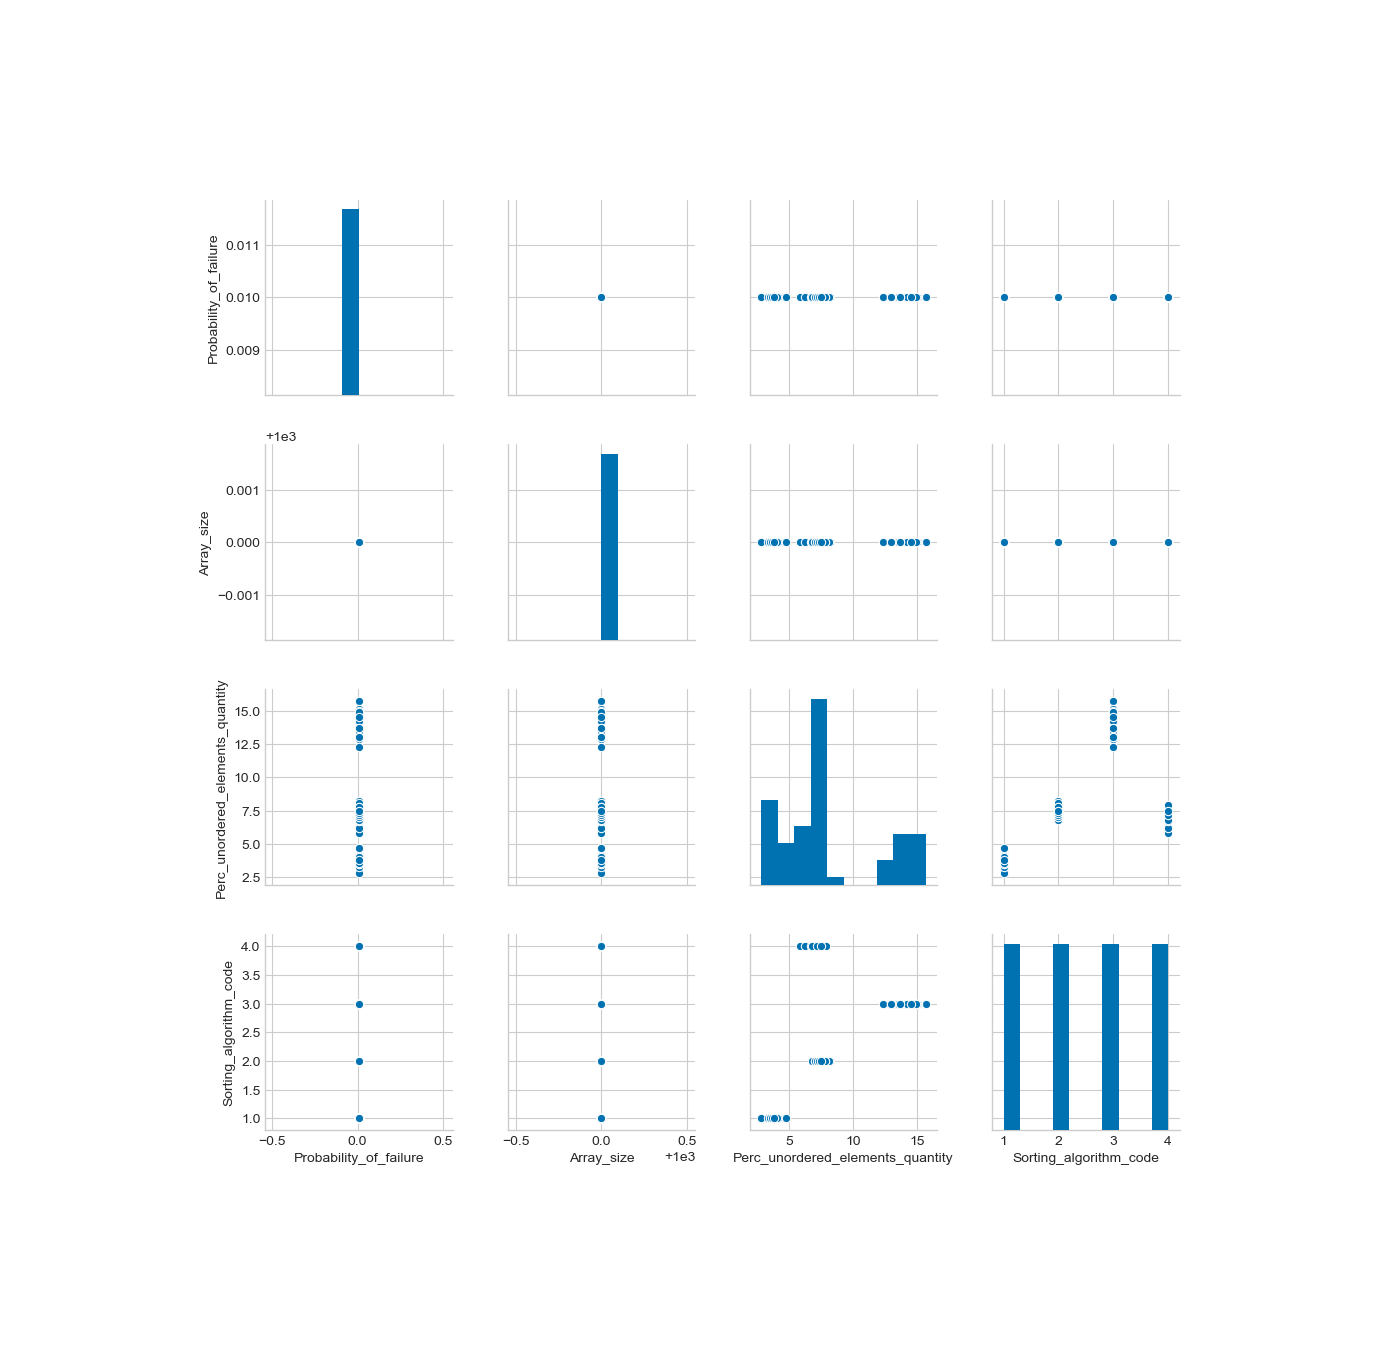 0.011
0.010
0.009
Probability_of_failure
+1e3
0.001
0.000
−0.001
Array_size
15.0
12.5
10.0
7.5
5.0
2.5
Perc_unordered_elements_quantity
4.0
3.5
3.0
2.5
2.0
1.5
1.0
Sorting_algorithm_code
−0.5 0.0 0.5
Probability_of_failure
−0.5 0.0 0.5
+1e3
Array_size
5 10 15
Perc_unordered_elements_quantity
1 2 3 4
Sorting_algorithm_code